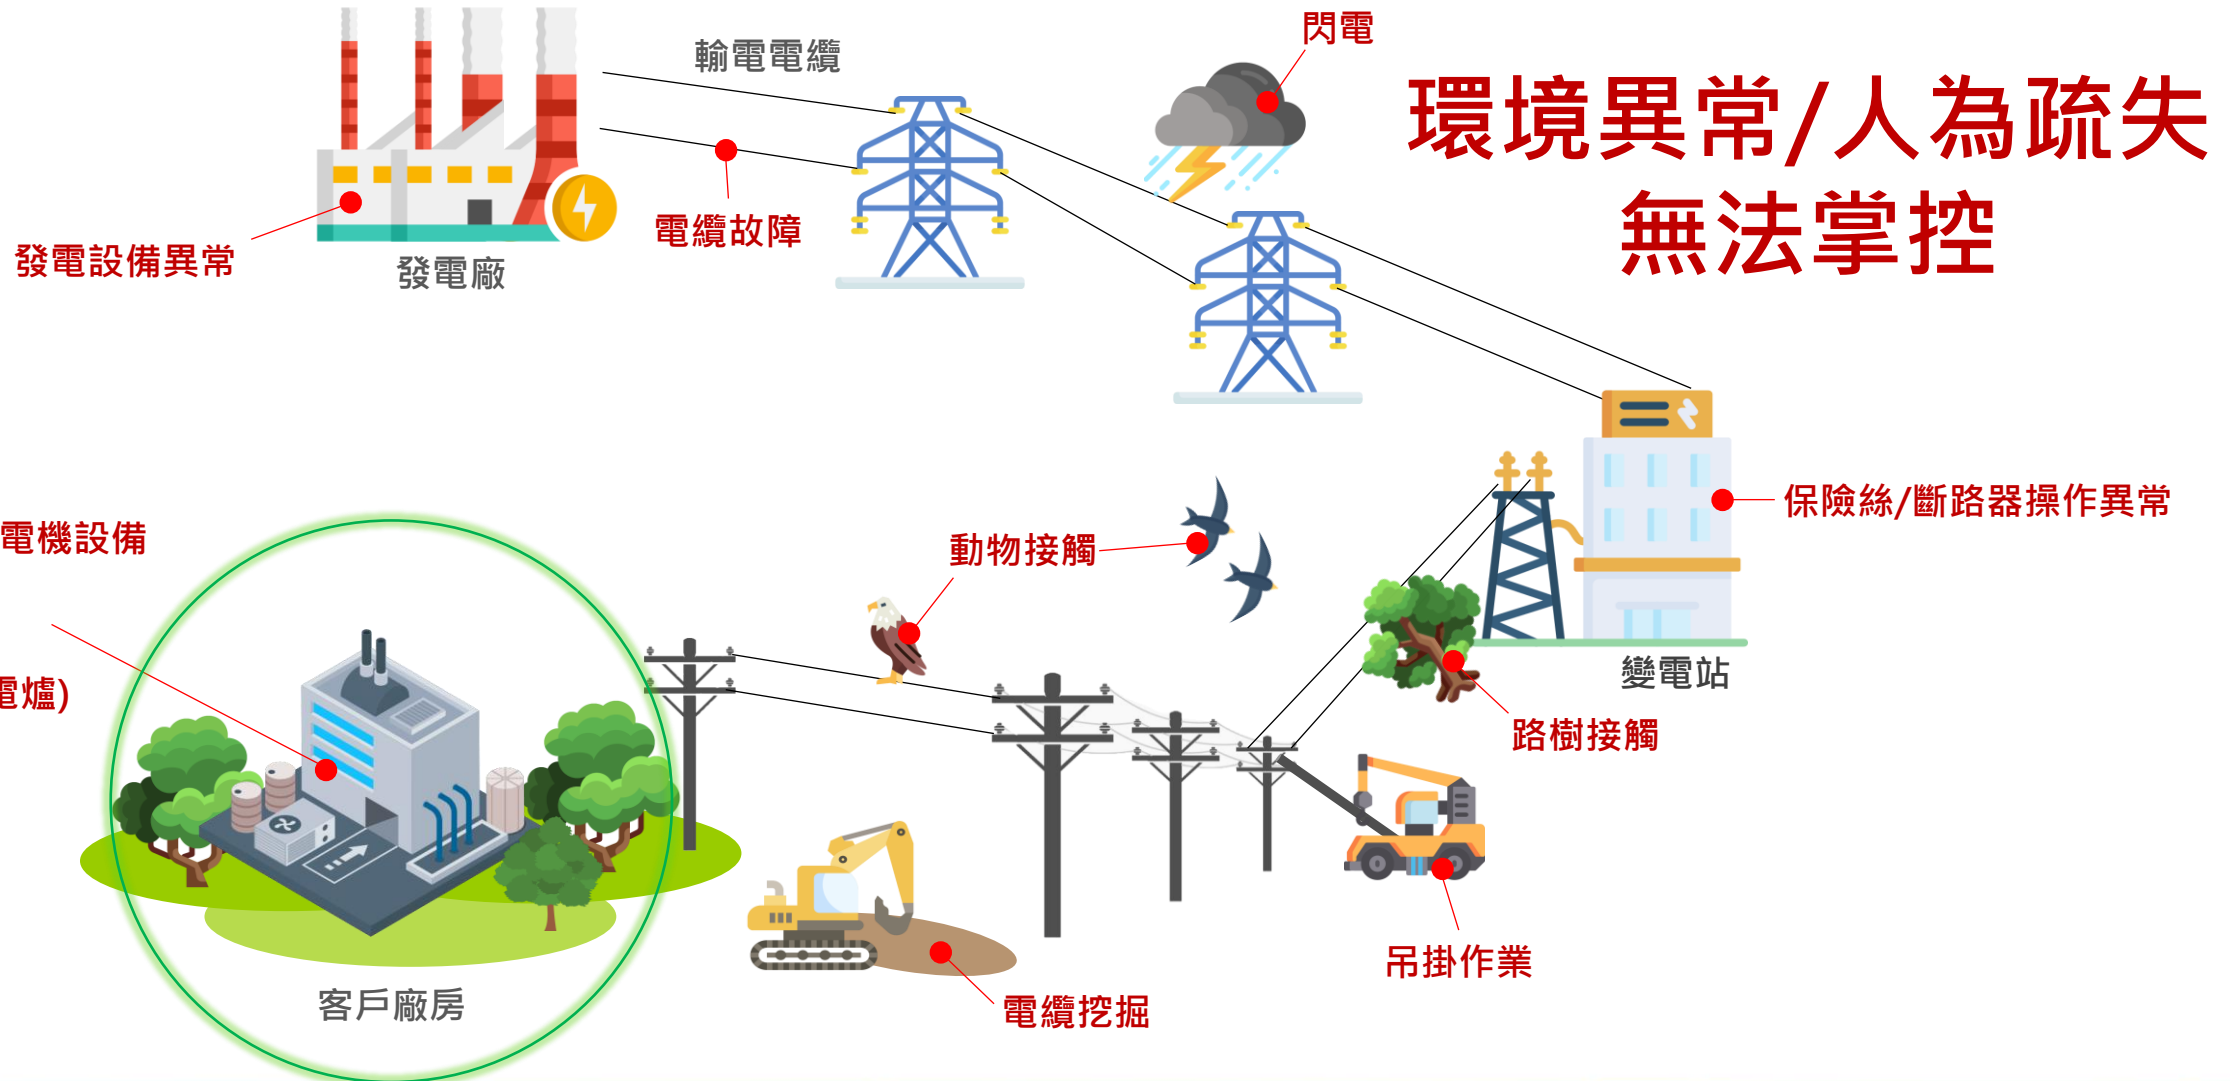 閃電
輸電電纜
環境異常/人為疏失
無法掌控
電纜故障
發電設備異常
發電廠
保險絲/斷路器操作異常
電機設備
動物接觸
變電站
電爐)
路樹接觸
吊掛作業
客戶廠房
電纜挖掘